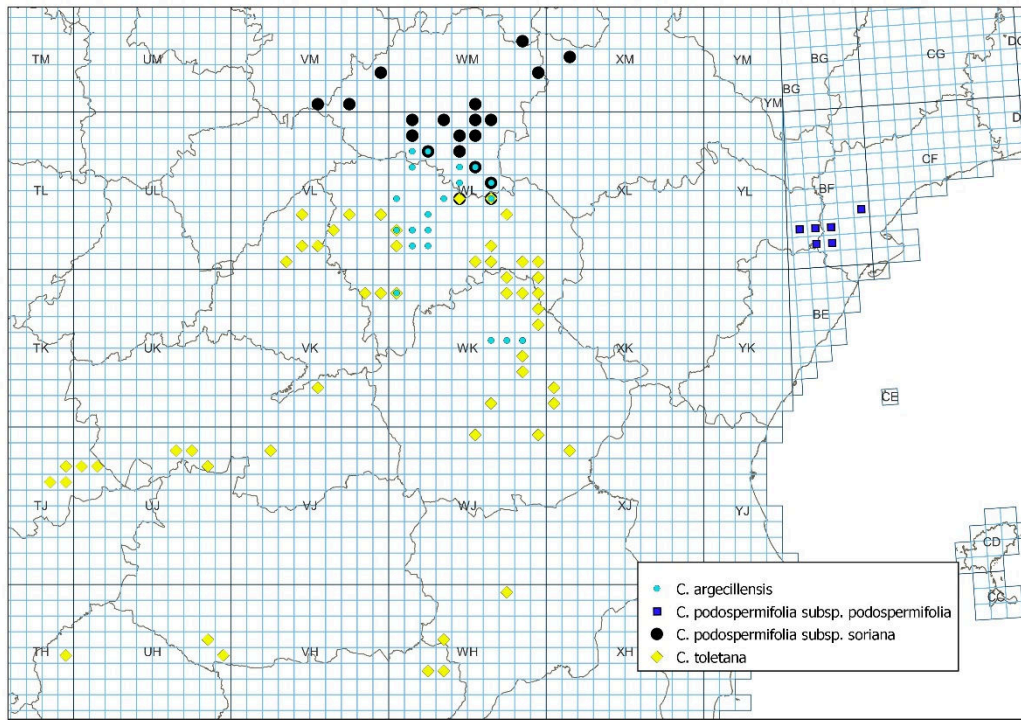 TM UM VM WM XM YM BG CG DG
BG
YM
D
CF
TL UL VL WL XL YL BF
BE
TK UK VK WK XK YK
CE
TJ UJ VJ WJ XJ YJ
CD
CC
TH UH VH WH XH
C. argecillensis
C. podospermifolia subsp. podospermifolia
C. podospermifolia subsp. soriana
C. toletana